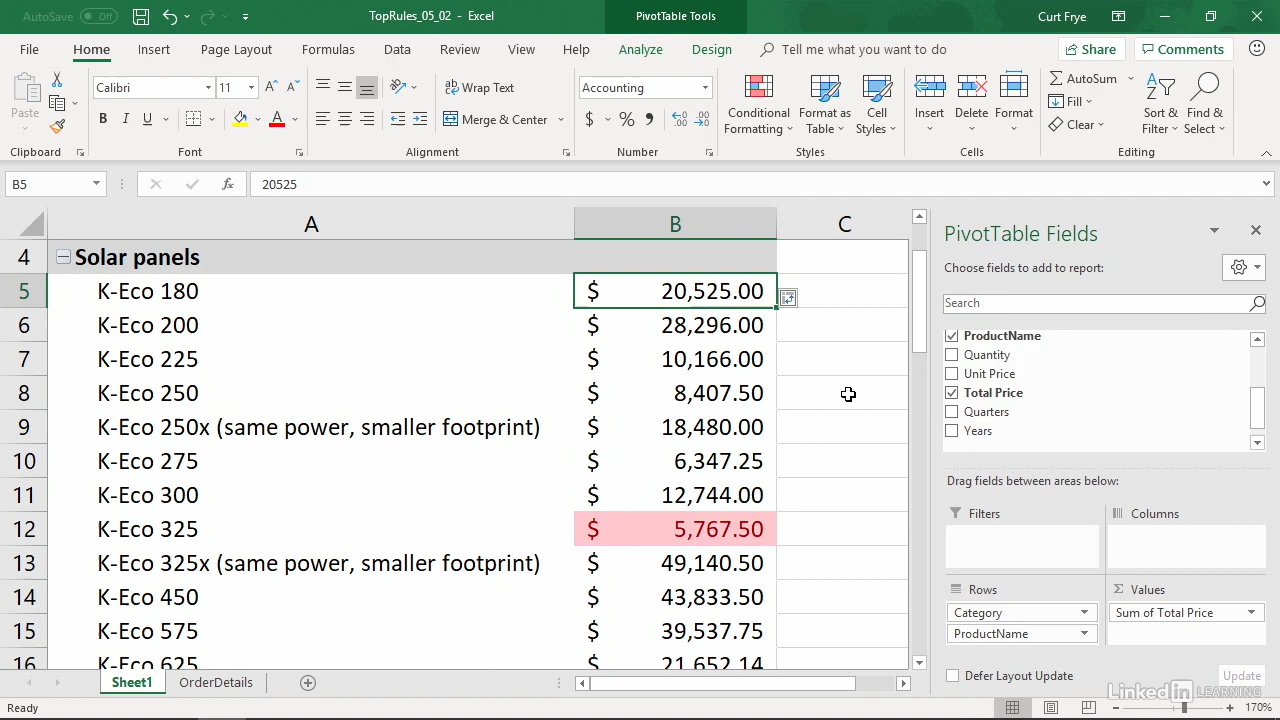 AutoSave Off
TopRules_05_02 - Excel
PivotTable Tools
Curt Frye
File Home Insert Page Layout Formulas Data Review View Help Analyze Design Tell me what you want to do Share Comments
Paste
Clipboard
Calibri 11
B I U A
Font
Wrap Text
Merge & Center
Alignment
Accounting
$ % ,
Number
Conditional Formatting
Format as Table
Cell Styles
Styles
Insert
Delete
Format
Cells
AutoSum
Fill
Clear
Sort & Filter
Find & Select
Editing
B5 fx 20525
A B C
4 Solar panels
5 K-Eco 180 $ 20,525.00
6 K-Eco 200 $ 28,296.00
7 K-Eco 225 $ 10,166.00
8 K-Eco 250 $ 8,407.50
9 K-Eco 250x (same power, smaller footprint) $ 18,480.00
10 K-Eco 275 $ 6,347.25
11 K-Eco 300 $ 12,744.00
12 K-Eco 325 $ 5,767.50
13 K-Eco 325x (same power, smaller footprint) $ 49,140.50
14 K-Eco 450 $ 43,833.50
15 K-Eco 575 $ 39,537.75
16 K-Eco 625 $ 21,652.14
PivotTable Fields
Choose fields to add to report:
Search
ProductName
Quantity
Unit Price
Total Price
Quarters
Years
Drag fields between areas below:
Filters
Columns
Rows
Category
ProductName
Values
Sum of Total Price
Defer Layout Update
Update
Sheet1 OrderDetails
LinkedIn LEARNING
Ready
170%